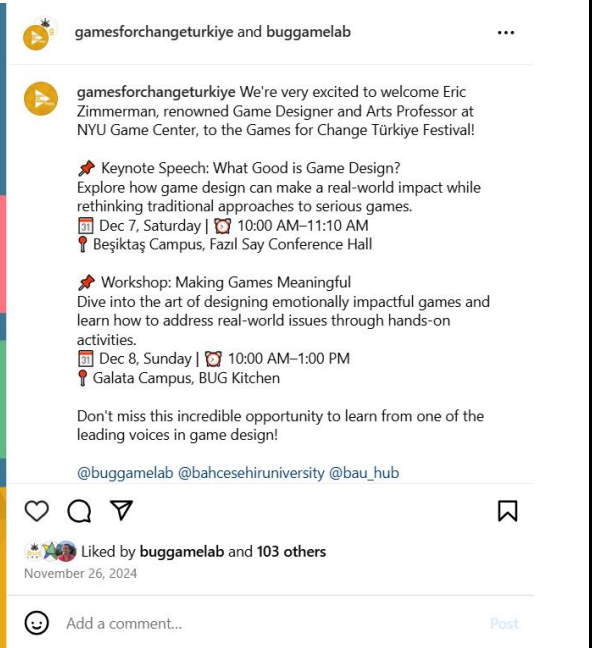 gamesforchangeturkiye and buggamelab
gamesforchangeturkiye We're very excited to welcome Eric
Zimmerman, renowned Game Designer and Arts Professor at
NYU Game Center, to the Games for Change Türkiye Festival!
📌 Keynote Speech: What Good is Game Design?
Explore how game design can make a real-world impact while
rethinking traditional approaches to serious games.
📅 Dec 7, Saturday | ⏰ 10:00 AM–11:10 AM
📍 Beşiktaş Campus, Fazıl Say Conference Hall
📌 Workshop: Making Games Meaningful
Dive into the art of designing emotionally impactful games and
learn how to address real-world issues through hands-on
activities.
📅 Dec 8, Sunday | ⏰ 10:00 AM–1:00 PM
📍 Galata Campus, BUG Kitchen
Don't miss this incredible opportunity to learn from one of the
leading voices in game design!
@buggamelab @bahcesehiruniversity @bau_hub
Liked by buggamelab and 103 others
November 26, 2024
Add a comment... Post